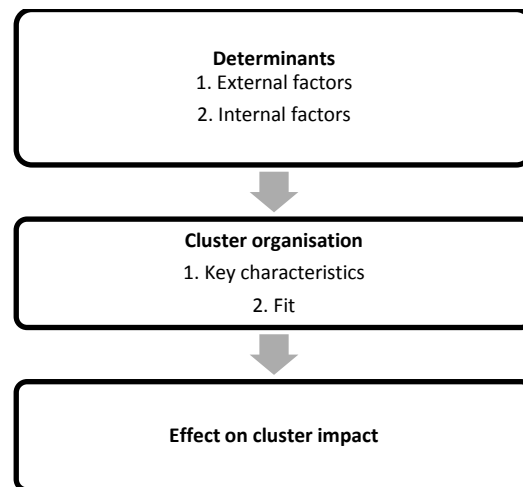 Determinants
1. External factors
2. Internal factors
Cluster organisation
1. Key characteristics
2. Fit
Effect on cluster impact